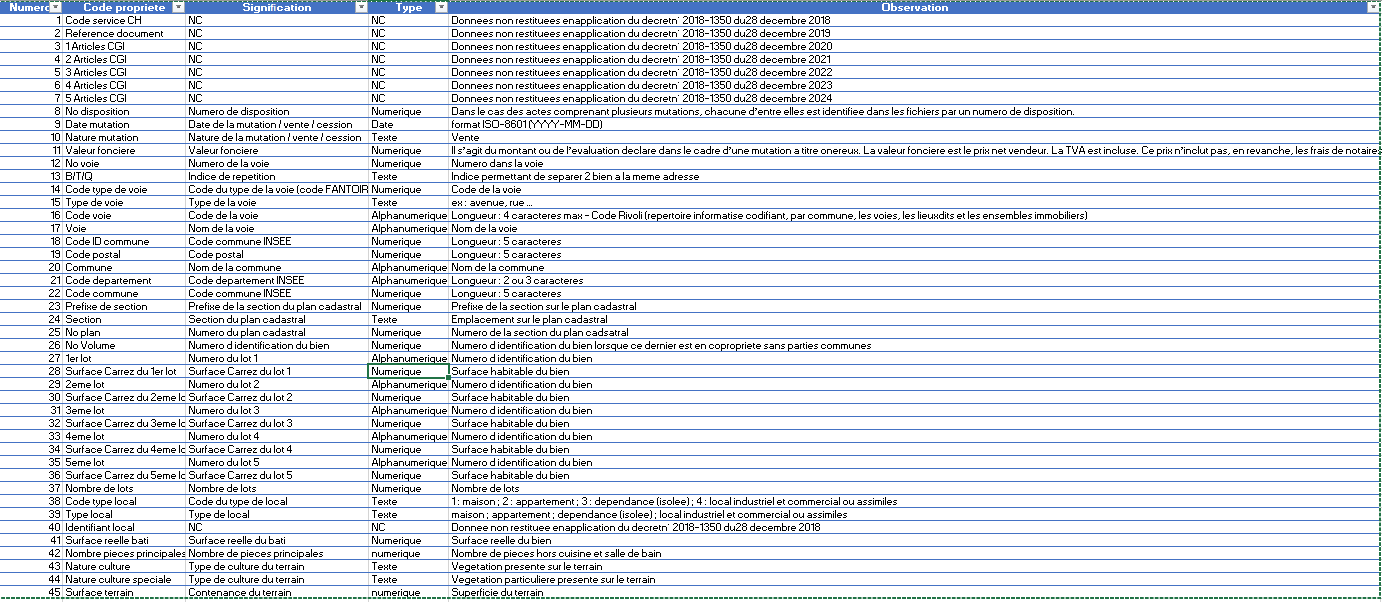 Numero Code propriete Signification Type Observation
1 Code service CH NC NC Donnees non restituees enapplication du decretn° 2018-1350 du28 decembre 2018
2 Reference document NC NC Donnees non restituees enapplication du decretn° 2018-1350 du28 decembre 2019
3 1 Articles CGI NC NC Donnees non restituees enapplication du decretn° 2018-1350 du28 decembre 2020
4 2 Articles CGI NC NC Donnees non restituees enapplication du decretn° 2018-1350 du28 decembre 2021
5 3 Articles CGI NC NC Donnees non restituees enapplication du decretn° 2018-1350 du28 decembre 2022
6 4 Articles CGI NC NC Donnees non restituees enapplication du decretn° 2018-1350 du28 decembre 2023
7 5 Articles CGI NC NC Donnees non restituees enapplication du decretn° 2018-1350 du28 decembre 2024
8 No disposition Numero de disposition Numerique Dans le cas des actes comprenant plusieurs mutations, chacune d'entre elles est identifiee dans les fichiers par un numero de disposition.
9 Date mutation Date de la mutation / vente / cession Date format ISO-8601 (YYYY-MM-DD)
10 Nature mutation Nature de la mutation / vente / cession Texte Vente
11 Valeur fonciere Valeur fonciere Numerique Il s'agit du montant ou de l'evaluation declare dans le cadre d'une mutation a titre onereux. La valeur fonciere est le prix net vendeur. La TVA est incluse. Ce prix n'inclut pas, en revanche, les frais de notaires
12 No voie Numero de la voie Numerique Numero dans la voie
13 B/T/Q Indice de repetition Texte Indice permettant de separer 2 bien a la meme adresse
14 Code type de voie Code du type de la voie (code FANTOIR Numerique Code de la voie
15 Type de voie Type de la voie Texte ex : avenue, rue ...
16 Code voie Code de la voie Alphanumerique Longueur : 4 caracteres max - Code Rivoli (repertoire informatise codifiant, par commune, les voies, les lieuxdits et les ensembles immobiliers)
17 Voie Nom de la voie Alphanumerique Nom de la voie
18 Code ID commune Code commune INSEE Numerique Longueur : 5 caracteres
19 Code postal Code postal Numerique Longueur : 5 caracteres
20 Commune Nom de la commune Alphanumerique Nom de la commune
21 Code departement Code departement INSEE Alphanumerique Longueur : 2 ou 3 caracteres
22 Code commune Code commune INSEE Numerique Longueur : 5 caracteres
23 Prefixe de section Prefixe de la section du plan cadastral Numerique Prefixe de la section sur le plan cadastral
24 Section Section du plan cadastral Texte Emplacement sur le plan cadastral
25 No plan Numero du plan cadastral Numerique Numero de la section du plan cadsatral
26 No Volume Numero d identification du bien Numerique Numero d identification du bien lorsque ce dernier est en copropriete sans parties communes
27 1er lot Numero du lot 1 Alphanumerique Numero d identification du bien
28 Surface Carrez du 1er lot Surface Carrez du lot 1 Numerique Surface habitable du bien
29 2eme lot Numero du lot 2 Alphanumerique Numero d identification du bien
30 Surface Carrez du 2eme lo Surface Carrez du lot 2 Numerique Surface habitable du bien
31 3eme lot Numero du lot 3 Alphanumerique Numero d identification du bien
32 Surface Carrez du 3eme lo Surface Carrez du lot 3 Numerique Surface habitable du bien
33 4eme lot Numero du lot 4 Alphanumerique Numero d identification du bien
34 Surface Carrez du 4eme lo Surface Carrez du lot 4 Numerique Surface habitable du bien
35 5eme lot Numero du lot 5 Alphanumerique Numero d identification du bien
36 Surface Carrez du 5eme lo Surface Carrez du lot 5 Numerique Surface habitable du bien
37 Nombre de lots Nombre de lots Numerique Nombre de lots
38 Code type local Code du type de local Texte 1 : maison ; 2 : appartement ; 3 : dependance (isolee) ; 4 : local industriel et commercial ou assimiles
39 Type local Type de local Texte maison ; appartement ; dependance (isolee) ; local industriel et commercial ou assimiles
40 Identifiant local NC NC Donnee non restituee enapplication du decretn° 2018-1350 du28 decembre 2018
41 Surface reelle bati Surface reelle du bati Numerique Surface reelle du bien
42 Nombre pieces principales Nombre de pieces principales numerique Nombre de pieces hors cuisine et salle de bain
43 Nature culture Type de culture du terrain Texte Vegetation presente sur le terrain
44 Nature culture speciale Type de culture du terrain Texte Vegetation particuliere presente sur le terrain
45 Surface terrain Contenance du terrain numerique Superficie du terrain